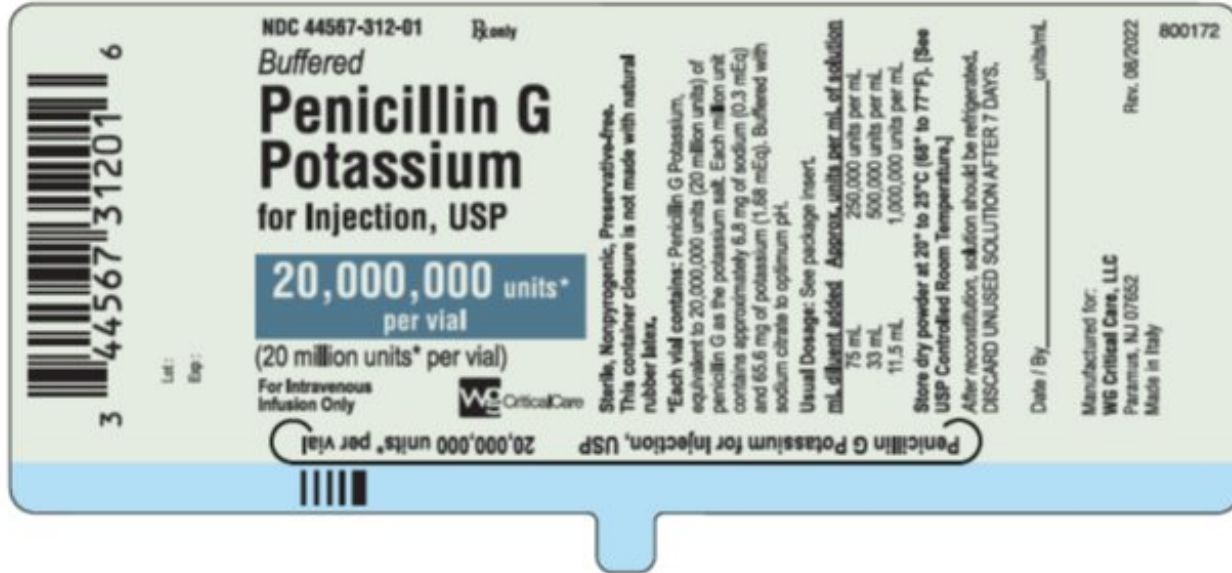 3 44567 31201 6
Lot :
Exp :
NDC 44567-312-01 ℞ only
Buffered
Penicillin G
Potassium
for Injection, USP
20,000,000 units*
per vial
(20 million units* per vial)
For Intravenous
Infusion Only
WG CriticalCare
Sterile, Nonpyrogenic, Preservative-free.
This container closure is not made with natural
rubber latex.
*Each vial contains: Penicillin G Potassium,
equivalent to 20,000,000 units (20 million units) of
penicillin G as the potassium salt. Each million unit
contains approximately 6.8 mg of sodium (0.3 mEq)
and 65.6 mg of potassium (1.68 mEq). Buffered with
sodium citrate to optimum pH.
Usual Dosage: See package insert.
mL diluent added Approx. units per mL of solution
75 mL 250,000 units per mL
33 mL 500,000 units per mL
11.5 mL 1,000,000 units per mL
Store dry powder at 20° to 25°C (68° to 77°F). [See
USP Controlled Room Temperature.]
After reconstitution, solution should be refrigerated.
DISCARD UNUSED SOLUTION AFTER 7 DAYS.
Date / By units/mL
Manufactured for:
WG Critical Care, LLC
Paramus, NJ 07652
Made in Italy Rev. 08/2022
800172
Penicillin G Potassium for Injection, USP 20,000,000 units* per vial